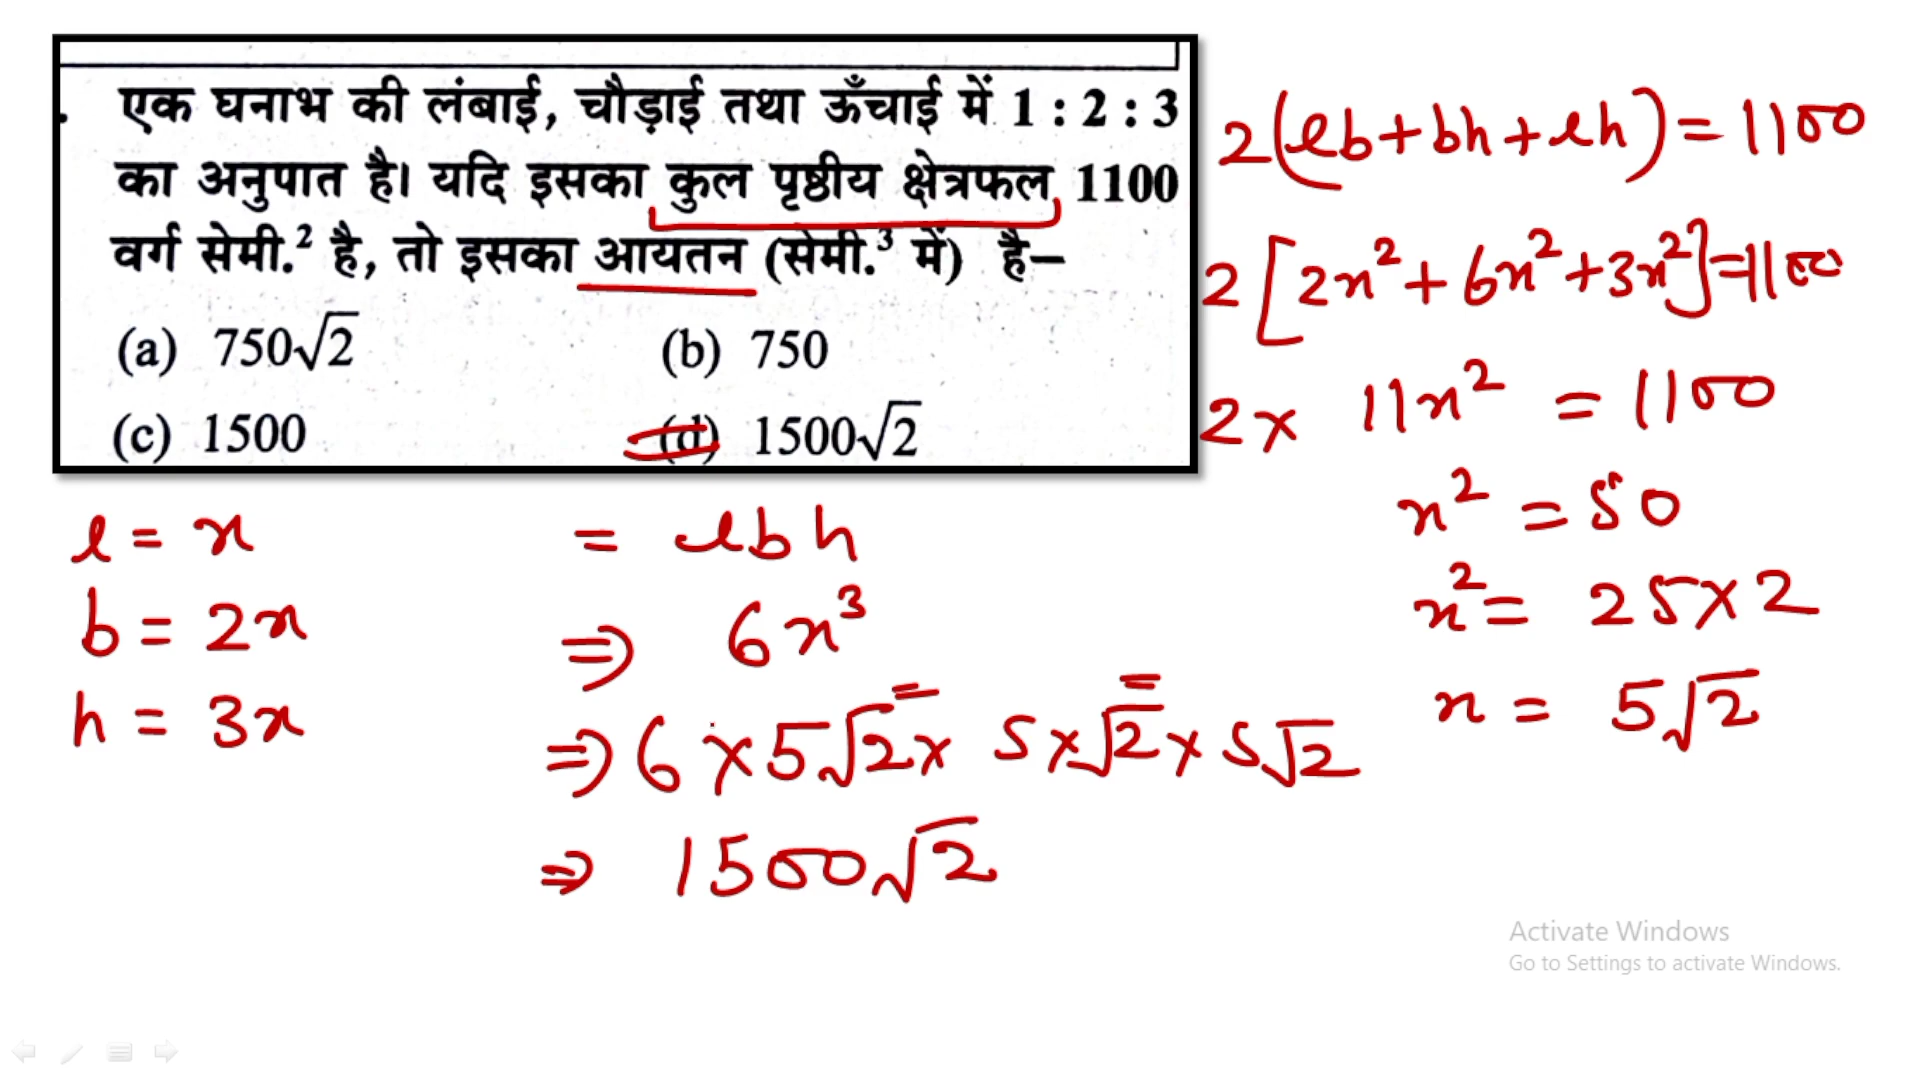 एक घनाभ की लंबाई, चौड़ाई तथा ऊँचाई में 1 : 2 : 3
का अनुपात है। यदि इसका कुल पृष्ठीय क्षेत्रफल 1100
वर्ग सेमी.² है, तो इसका आयतन (सेमी.³ में) है–
(a) 750√2 (b) 750
(c) 1500 (d) 1500√2
2(lb+bh+lh)=1100
2[2x²+6x²+3x²]=1100
2x 11x² = 1100
x² = 50
x² = 25x2
x = 5√2
l = x
b = 2x
h = 3x
= lbh
⇒ 6x³
⇒ 6 x 5√2 x 5 x √2 x 5√2
⇒ 1500√2
Activate Windows
Go to Settings to activate Windows.